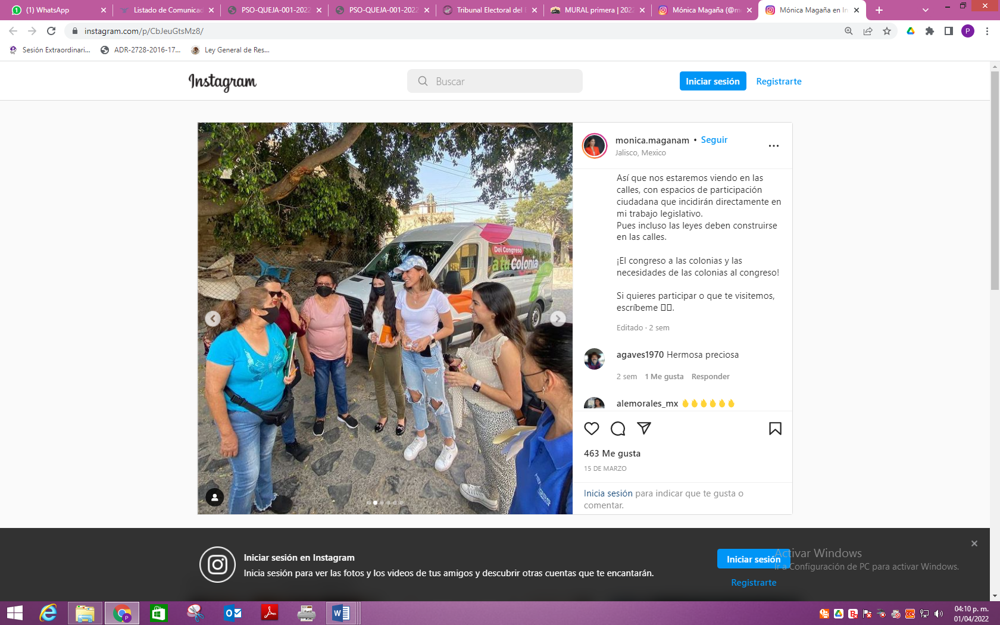 (1) WhatsApp
Listado de Comunicad
PSO-QUEJA-001-2022
PSO-QUEJA-001-2022
Tribunal Electoral del E
MURAL primera | 202
Mónica Magaña (@m
Mónica Magaña en In
instagram.com/p/CbJeuGtsMz8/
P
Sesión Extraordinari...
ADR-2728-2016-17...
Ley General de Res...
Instagram
Buscar
Iniciar sesión
Registrarte
monica.maganam • Seguir
Jalisco, Mexico
Así que nos estaremos viendo en las
calles, con espacios de participación
ciudadana que incidirán directamente en
mi trabajo legislativo.
Pues incluso las leyes deben construirse
en las calles.
¡El congreso a las colonias y las
necesidades de las colonias al congreso!
Si quieres participar o que te visitemos,
escríbeme
Editado · 2 sem
agaves1970 Hermosa preciosa
2 sem 1 Me gusta Responder
alemorales_mx
463 Me gusta
15 DE MARZO
Inicia sesión para indicar que te gusta o
comentar.
Del Congreso
a tu colonia
Iniciar sesión en Instagram
Inicia sesión para ver las fotos y los videos de tus amigos y descubrir otras cuentas que te encantarán.
Iniciar sesión
Registrarte
Activar Windows
Ir a Configuración de PC para activar Windows.
04:10 p. m.
01/04/2022